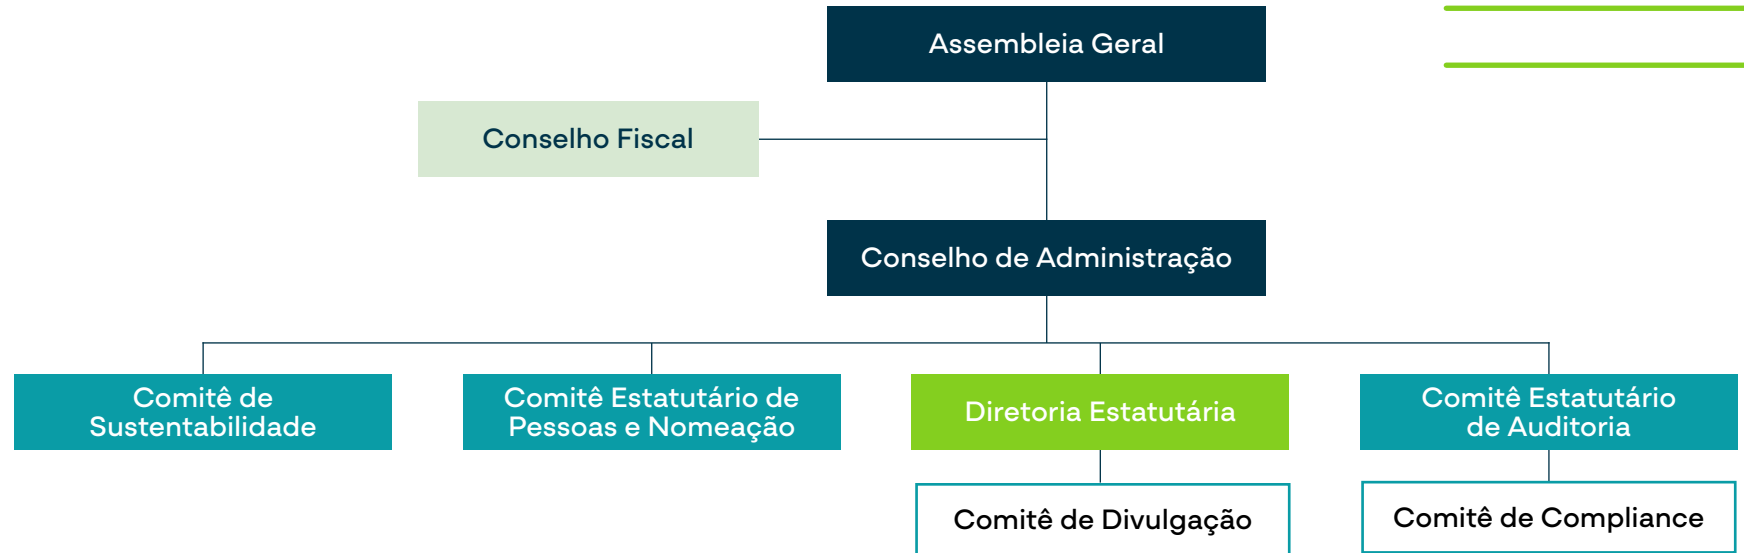 Assembleia Geral
Conselho Fiscal
Conselho de Administração
Comitê de
Sustentabilidade
Comitê Estatutário de
Pessoas e Nomeação
Diretoria Estatutária
Comitê Estatutário
de Auditoria
Comitê de Divulgação
Comitê de Compliance